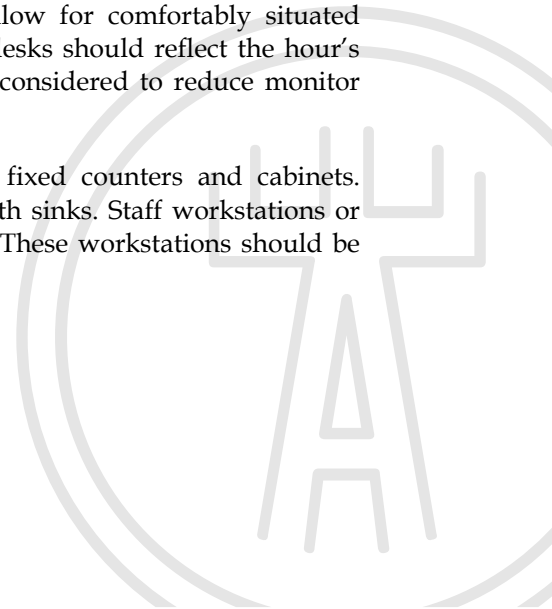 low for comfortably situated
esks should reflect the hour's
considered to reduce monitor
fixed counters and cabinets.
th sinks. Staff workstations or
These workstations should be